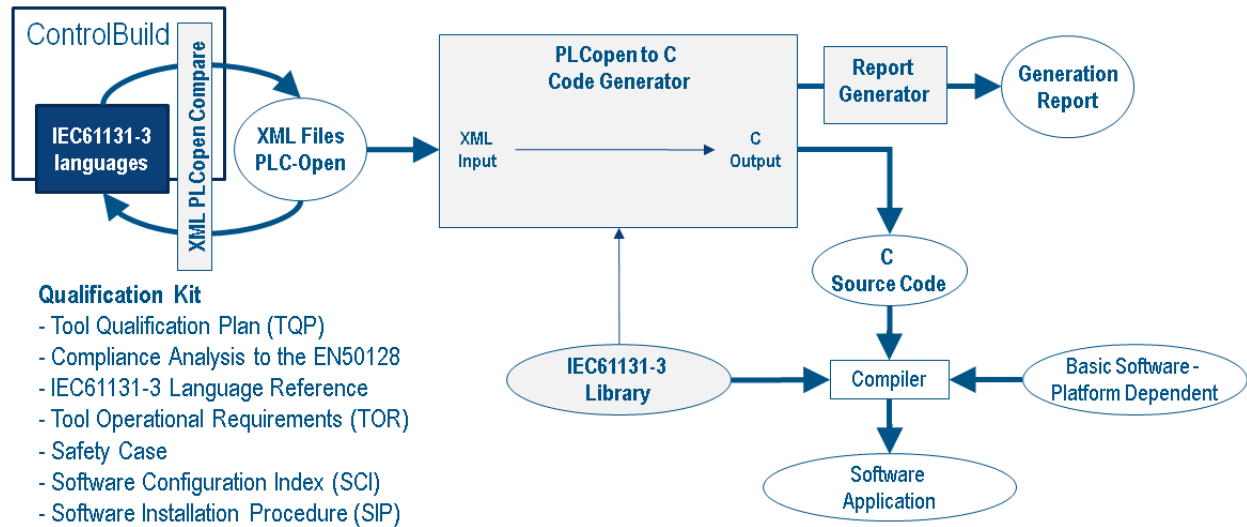 ControlBuild
IEC61131-3
languages
XML PLCopen Compare
XML Files
PLC-Open
PLCopen to C
Code Generator
XML
Input
C
Output
Report
Generator
Generation
Report
C
Source Code
IEC61131-3
Library
Compiler
Basic Software -
Platform Dependent
Software
Application
Qualification Kit
- Tool Qualification Plan (TQP)
- Compliance Analysis to the EN50128
- IEC61131-3 Language Reference
- Tool Operational Requirements (TOR)
- Safety Case
- Software Configuration Index (SCI)
- Software Installation Procedure (SIP)